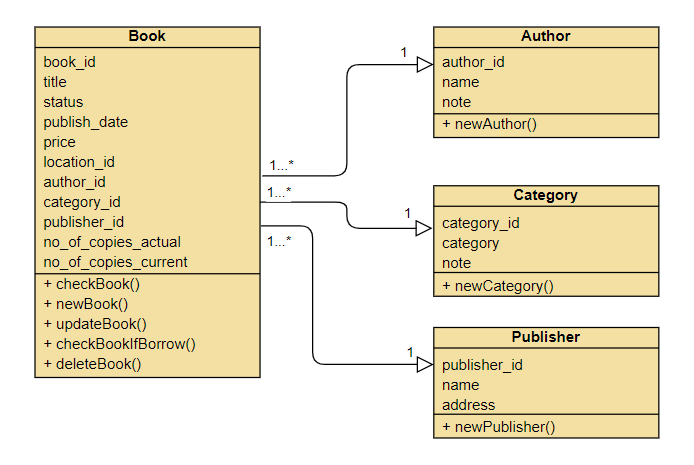 Book
book_id
title
status
publish_date
price
location_id
author_id
category_id
publisher_id
no_of_copies_actual
no_of_copies_current
+ checkBook()
+ newBook()
+ updateBook()
+ checkBookIfBorrow()
+ deleteBook()
1...*
1...*
1...*
1
Author
author_id
name
note
+ newAuthor()
1
Category
category_id
category
note
+ newCategory()
1
Publisher
publisher_id
name
address
+ newPublisher()